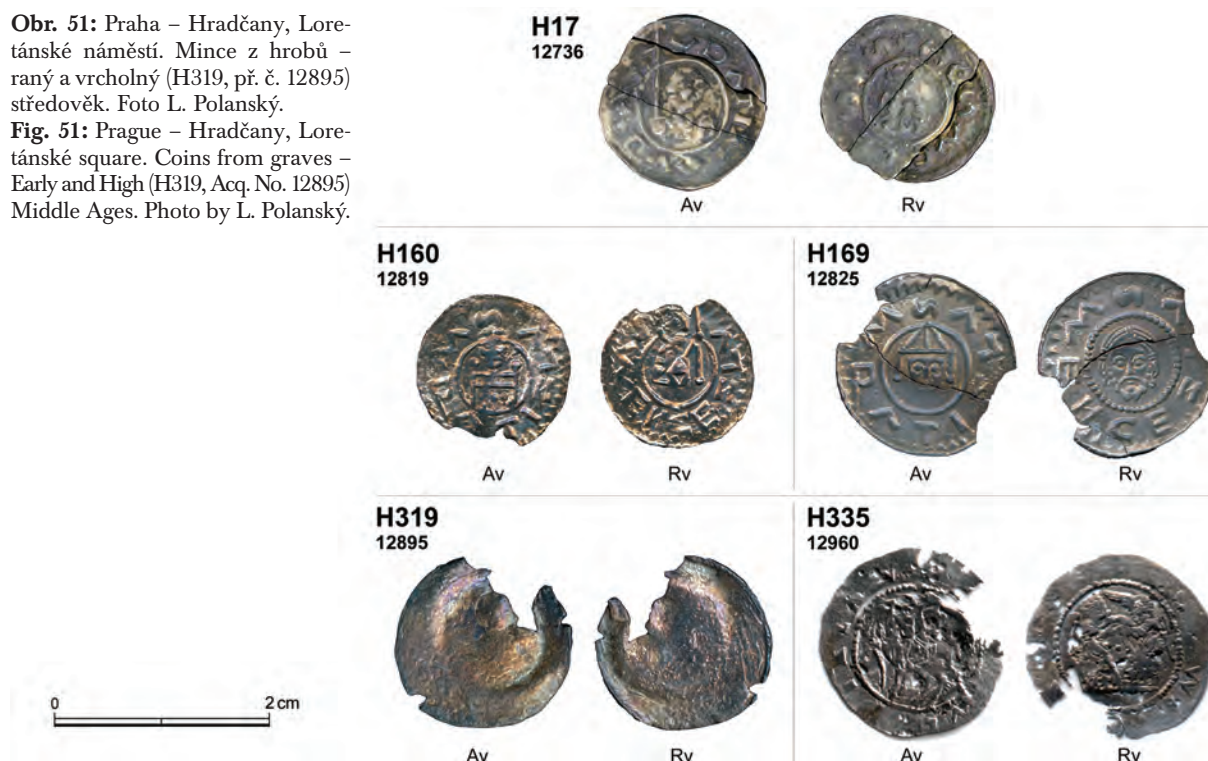 Obr. 51: Praha – Hradčany, Lore-
tánské náměstí. Mince z hrobů –
raný a vrcholný (H319, př. č. 12895)
středověk. Foto L. Polanský.
Fig. 51: Prague – Hradčany, Lore-
tánské square. Coins from graves –
Early and High (H319, Acq. No. 12895)
Middle Ages. Photo by L. Polanský.
H17
12736
Av Rv
H160
12819
Av Rv
H169
12825
Av Rv
H319
12895
Av Rv
H335
12960
Av Rv
0 2 cm